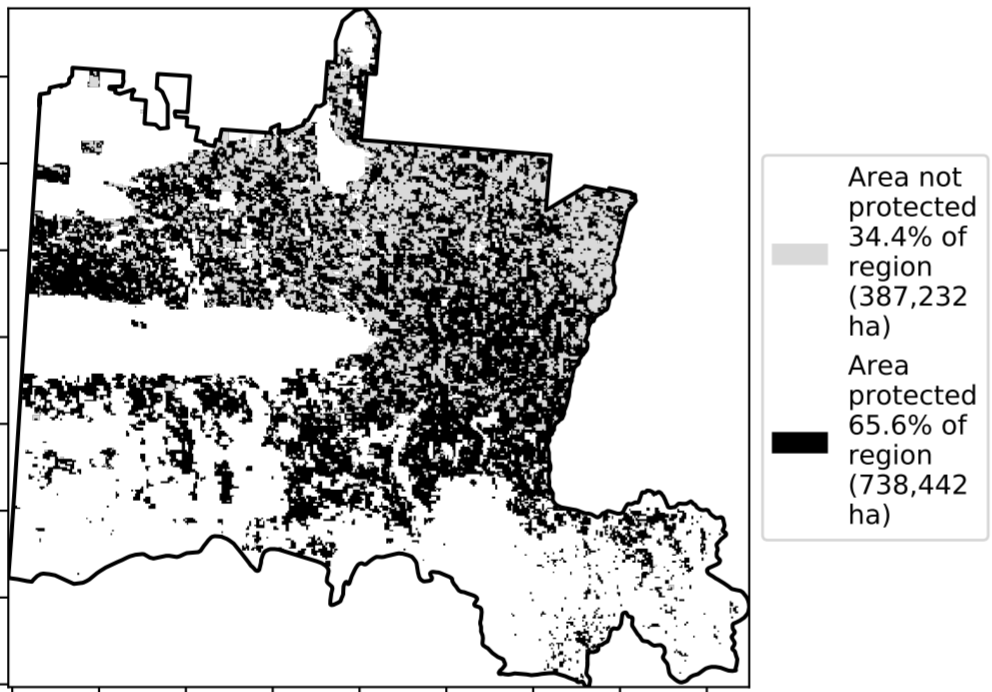 Area not
protected
34.4% of
region
(387,232
ha)
Area
protected
65.6% of
region
(738,442
ha)